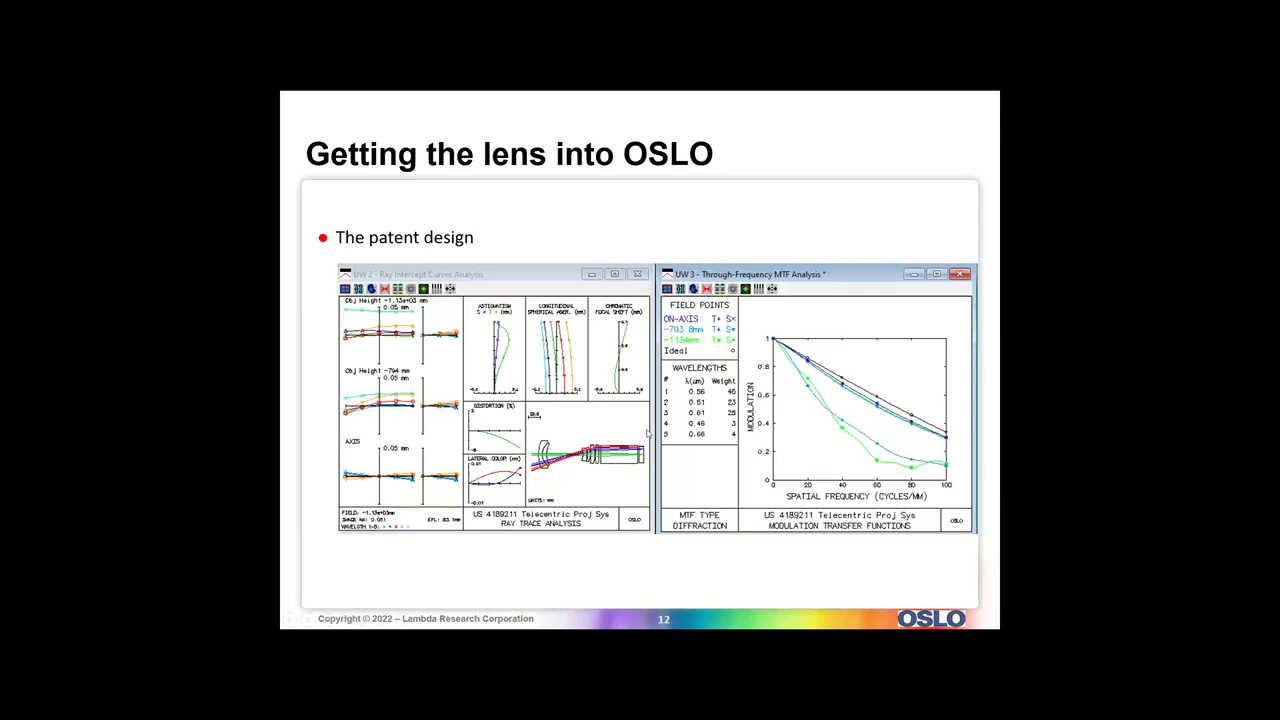 Getting the lens into OSLO
The patent design
UW 2 - Ray Intercept Curves Analysis
Obj Height -1.13e+03 mm
0.05 mm
Obj Height -794 mm
0.05 mm
AXIS
0.05 mm
FIELD: -1.13e+03mm
IMAGE NA: 0.061
EFL: 83.1mm
ASTIGMATISM
LONGITUDINAL
SPHERICAL ABER. (mm)
CHROMATIC
FOCAL SHIFT (mm)
DISTORTION (%)
LATERAL COLOR (mm)
0.01
-0.01
UNITS: mm
US 4189211 Telecentric Proj Sys
RAY TRACE ANALYSIS
OSLO
UW 3 - Through-Frequency MTF Analysis *
FIELD POINTS
ON-AXIS T+ S×
-793.8mm T▲ S▼
-1134mm
Ideal o
WAVELENGTHS
# λ(um) Weight
1 0.56 46
2 0.51 23
3 0.61 25
4 0.46 3
5 0.66 4
MTF TYPE
DIFFRACTION
MODULATION
1
0.8
0.6
0.4
0.2
0
0 20 40 60 80 100
SPATIAL FREQUENCY (CYCLES/MM)
US 4189211 Telecentric Proj Sys
MODULATION TRANSFER FUNCTIONS
OSLO
Copyright © 2022 – Lambda Research Corporation
12
OSLO